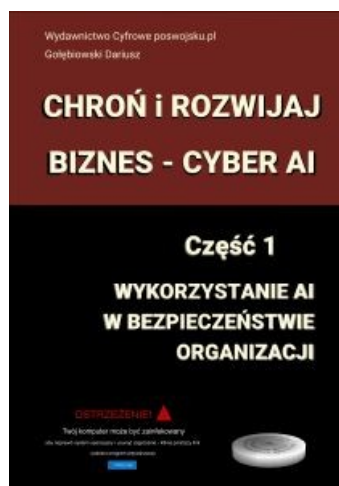 Wydawnictwo Cyfrowe poswojsku.pl
Gołębiowski Dariusz
CHROŃ i ROZWIJAJ
BIZNES - CYBER AI
Część 1
WYKORZYSTANIE AI
W BEZPIECZEŃSTWIE
ORGANIZACJI
OSTRZEŻENIE!
Twój komputer może być zainfekowany